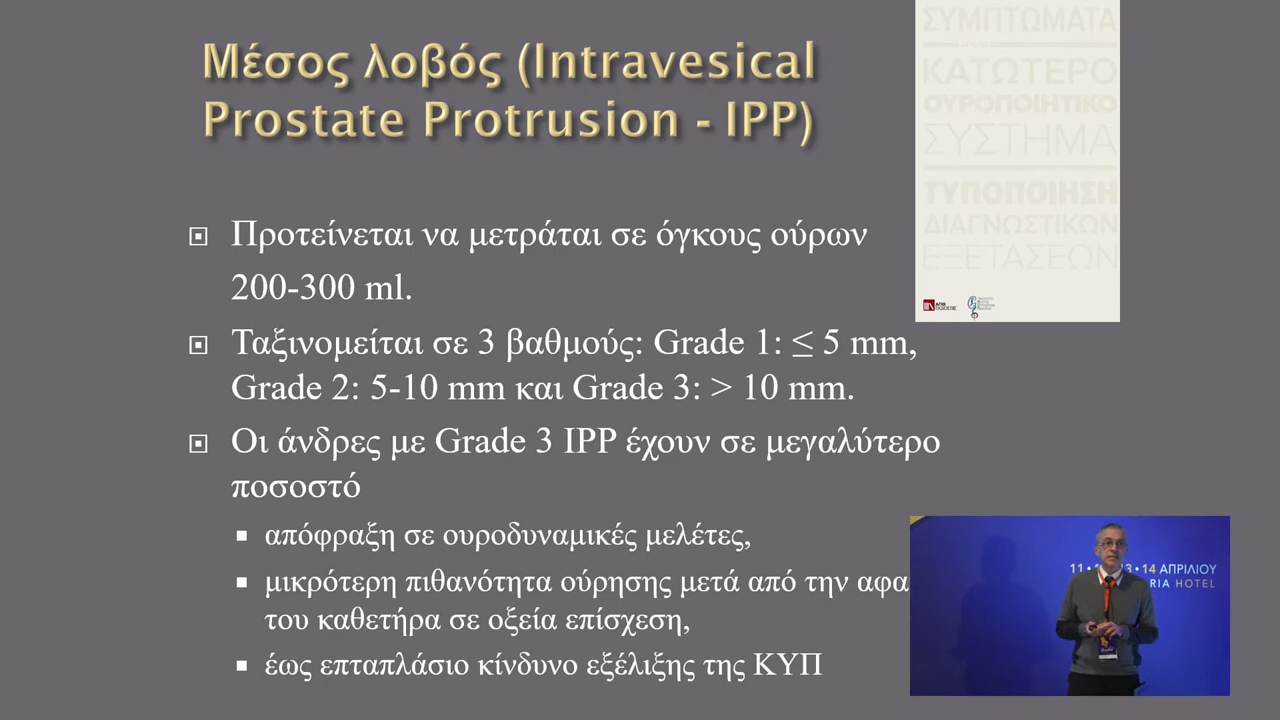 Μέσος λοβός (Intravesical
Prostate Protrusion - IPP)
Προτείνεται να μετράται σε όγκους ούρων
200-300 ml.
Ταξινομείται σε 3 βαθμούς: Grade 1: ≤ 5 mm,
Grade 2: 5-10 mm και Grade 3: > 10 mm.
Οι άνδρες με Grade 3 IPP έχουν σε μεγαλύτερο
ποσοστό
απόφραξη σε ουροδυναμικές μελέτες,
μικρότερη πιθανότητα ούρησης μετά από την αφα
του καθετήρα σε οξεία επίσχεση,
έως επταπλάσιο κίνδυνο εξέλιξης της ΚΥΠ
ΣΥΜΠΤΩΜΑΤΑ
ΚΑΤΩΤΕΡΟ
ΟΥΡΟΠΟΙΗΤΙΚΟ
ΣΥΣΤΗΜΑ
ΤΥΠΟΠΟΙΗΣΗ
ΔΙΑΓΝΩΣΤΙΚΩΝ
ΕΞΕΤΑΣΕΩΝ
14 ΑΠΡΙΛΙΟΥ
RIA HOTEL